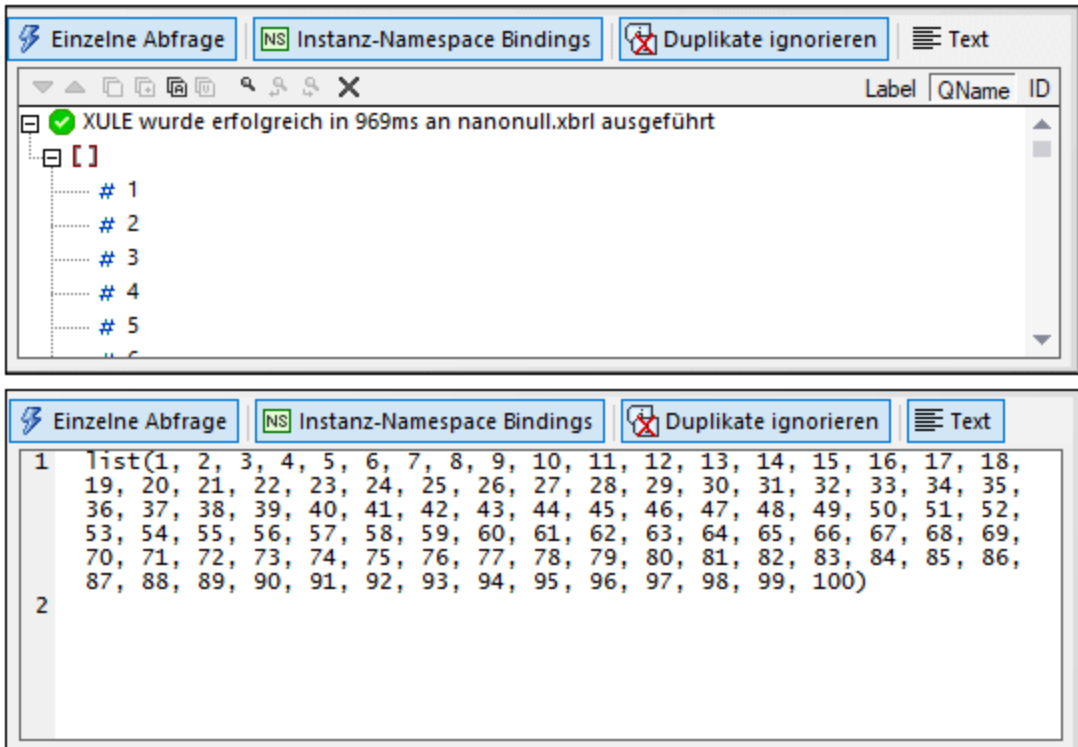 Einzelne Abfrage NS Instanz-Namespace Bindings Duplikate ignorieren Text
Label QName ID
XULE wurde erfolgreich in 969ms an nanonull.xbrl ausgeführt
[]
# 1
# 2
# 3
# 4
# 5
Einzelne Abfrage NS Instanz-Namespace Bindings Duplikate ignorieren Text
1 list(1, 2, 3, 4, 5, 6, 7, 8, 9, 10, 11, 12, 13, 14, 15, 16, 17, 18,
19, 20, 21, 22, 23, 24, 25, 26, 27, 28, 29, 30, 31, 32, 33, 34, 35,
36, 37, 38, 39, 40, 41, 42, 43, 44, 45, 46, 47, 48, 49, 50, 51, 52,
53, 54, 55, 56, 57, 58, 59, 60, 61, 62, 63, 64, 65, 66, 67, 68, 69,
70, 71, 72, 73, 74, 75, 76, 77, 78, 79, 80, 81, 82, 83, 84, 85, 86,
87, 88, 89, 90, 91, 92, 93, 94, 95, 96, 97, 98, 99, 100)
2